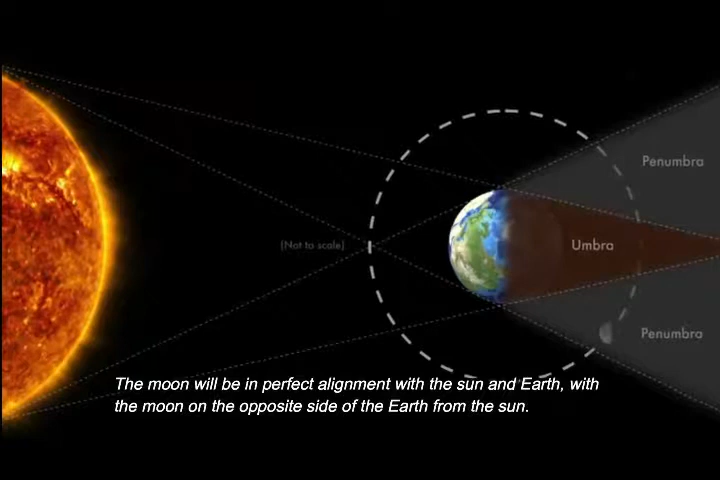 Penumbra
(Not to scale)
Umbra
Penumbra
The moon will be in perfect alignment with the sun and Earth, with
the moon on the opposite side of the Earth from the sun.